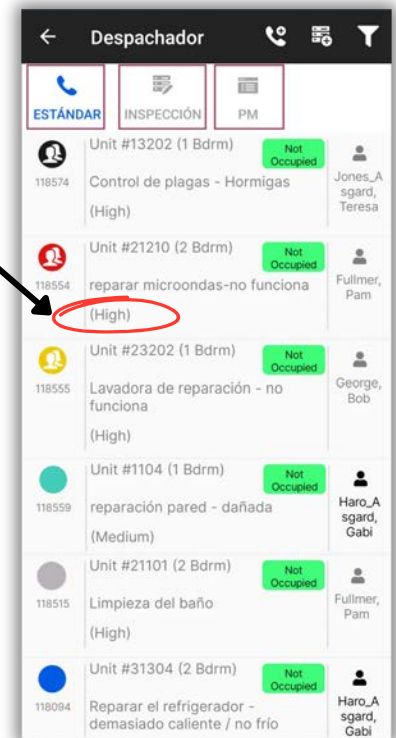 Despachador
ESTÁNDAR
INSPECCIÓN
PM
Unit #13202 (1 Bdrm)
Not
Occupied
118574
Control de plagas - Hormigas
(High)
Jones_A
sgard,
Teresa
Unit #21210 (2 Bdrm)
Not
Occupied
118554
reparar microondas-no funciona
(High)
Fullmer,
Pam
Unit #23202 (1 Bdrm)
Not
Occupied
118555
Lavadora de reparación - no
funciona
(High)
George,
Bob
Unit #1104 (1 Bdrm)
Not
Occupied
118559
reparación pared - dañada
(Medium)
Haro_A
sgard,
Gabi
Unit #21101 (2 Bdrm)
Not
Occupied
118515
Limpieza del baño
(High)
Fullmer,
Pam
Unit #31304 (2 Bdrm)
Not
Occupied
118094
Reparar el refrigerador -
demasiado caliente / no frío
Haro_A
sgard,
Gabi